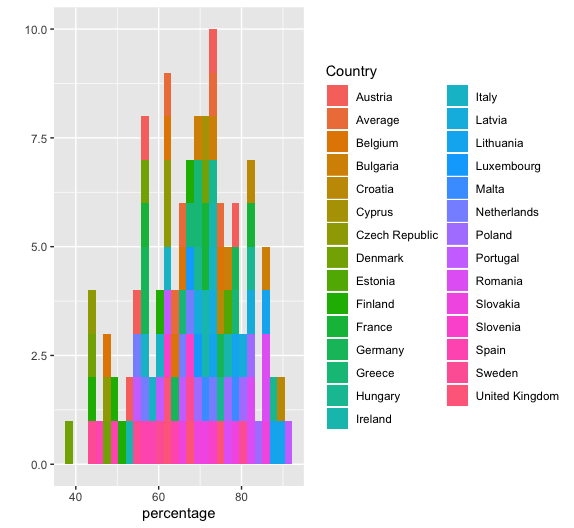 10.0
7.5
5.0
2.5
0.0
40 60 80
percentage
Country
Austria
Average
Belgium
Bulgaria
Croatia
Cyprus
Czech Republic
Denmark
Estonia
Finland
France
Germany
Greece
Hungary
Ireland
Italy
Latvia
Lithuania
Luxembourg
Malta
Netherlands
Poland
Portugal
Romania
Slovakia
Slovenia
Spain
Sweden
United Kingdom